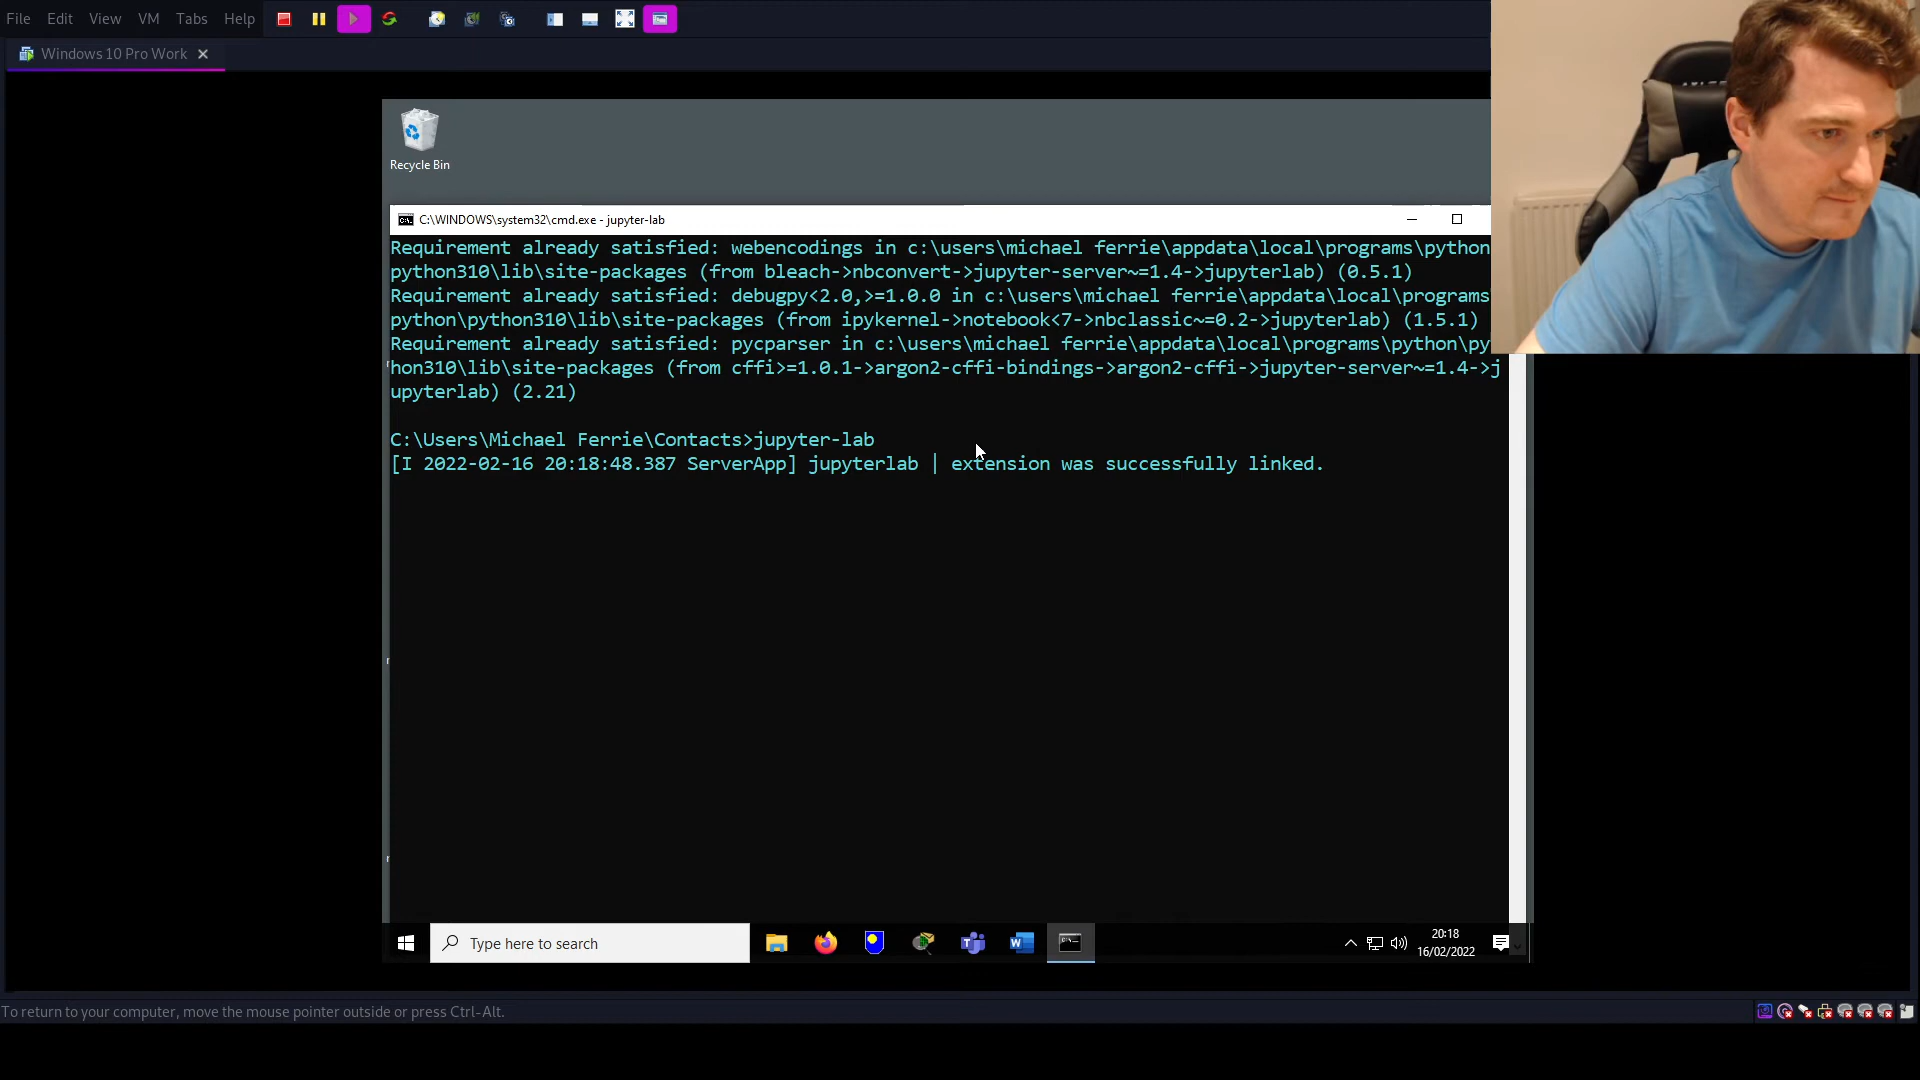 File Edit View VM Tabs Help
Windows 10 Pro Work
Recycle Bin
C:\WINDOWS\system32\cmd.exe - jupyter-lab
Requirement already satisfied: webencodings in c:\users\michael ferrie\appdata\local\programs\python
python310\lib\site-packages (from bleach->nbconvert->jupyter-server~=1.4->jupyterlab) (0.5.1)
Requirement already satisfied: debugpy<2.0,>=1.0.0 in c:\users\michael ferrie\appdata\local\programs
python\python310\lib\site-packages (from ipykernel->notebook<7->nbclassic~=0.2->jupyterlab) (1.5.1)
Requirement already satisfied: pycparser in c:\users\michael ferrie\appdata\local\programs\python\py
hon310\lib\site-packages (from cffi>=1.0.1->argon2-cffi-bindings->argon2-cffi->jupyter-server~=1.4->j
upyterlab) (2.21)
C:\Users\Michael Ferrie\Contacts>jupyter-lab
[I 2022-02-16 20:18:48.387 ServerApp] jupyterlab | extension was successfully linked.
Type here to search
20:18
16/02/2022
To return to your computer, move the mouse pointer outside or press Ctrl-Alt.